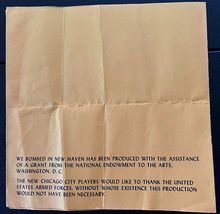 WE BOMBED IN NEW HAVEN HAS BEEN PRODUCED WITH THE ASSISTANCE
OF A GRANT FROM THE NATIONAL ENDOWMENT TO THE ARTS,
WASHINGTON, D.C.
THE NEW CHICAGO CITY PLAYERS WOULD LIKE TO THANK THE UNITED
STATES ARMED FORCES, WITHOUT WHOSE EXISTENCE THIS PRODUCTION
WOULD NOT HAVE BEEN NECESSARY.